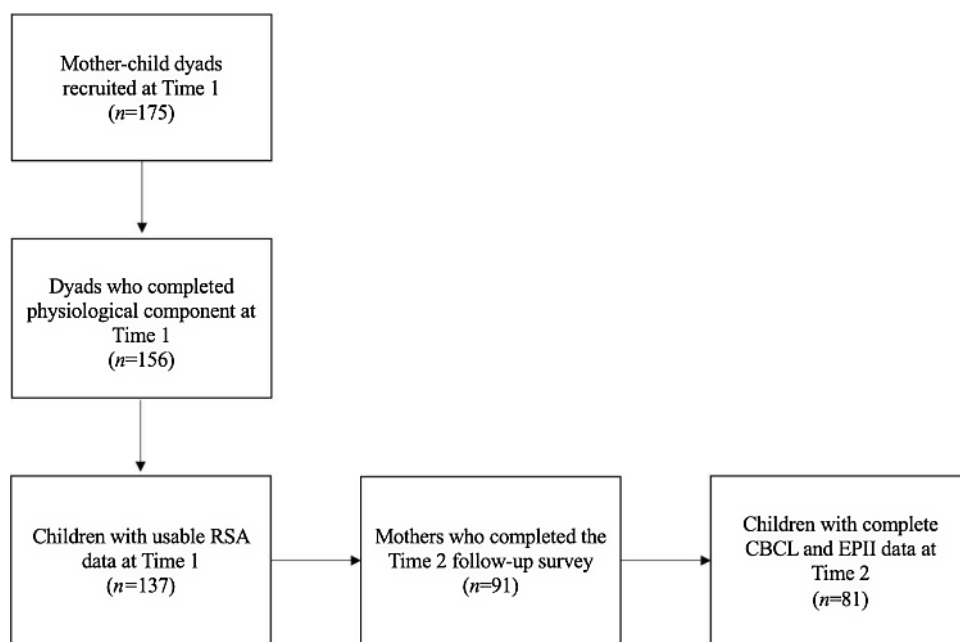 Mother-child dyads
recruited at Time 1
(n=175)
Dyads who completed
physiological component at
Time 1
(n=156)
Children with usable RSA
data at Time 1
(n=137)
Mothers who completed the
Time 2 follow-up survey
(n=91)
Children with complete
CBCL and EPII data at
Time 2
(n=81)